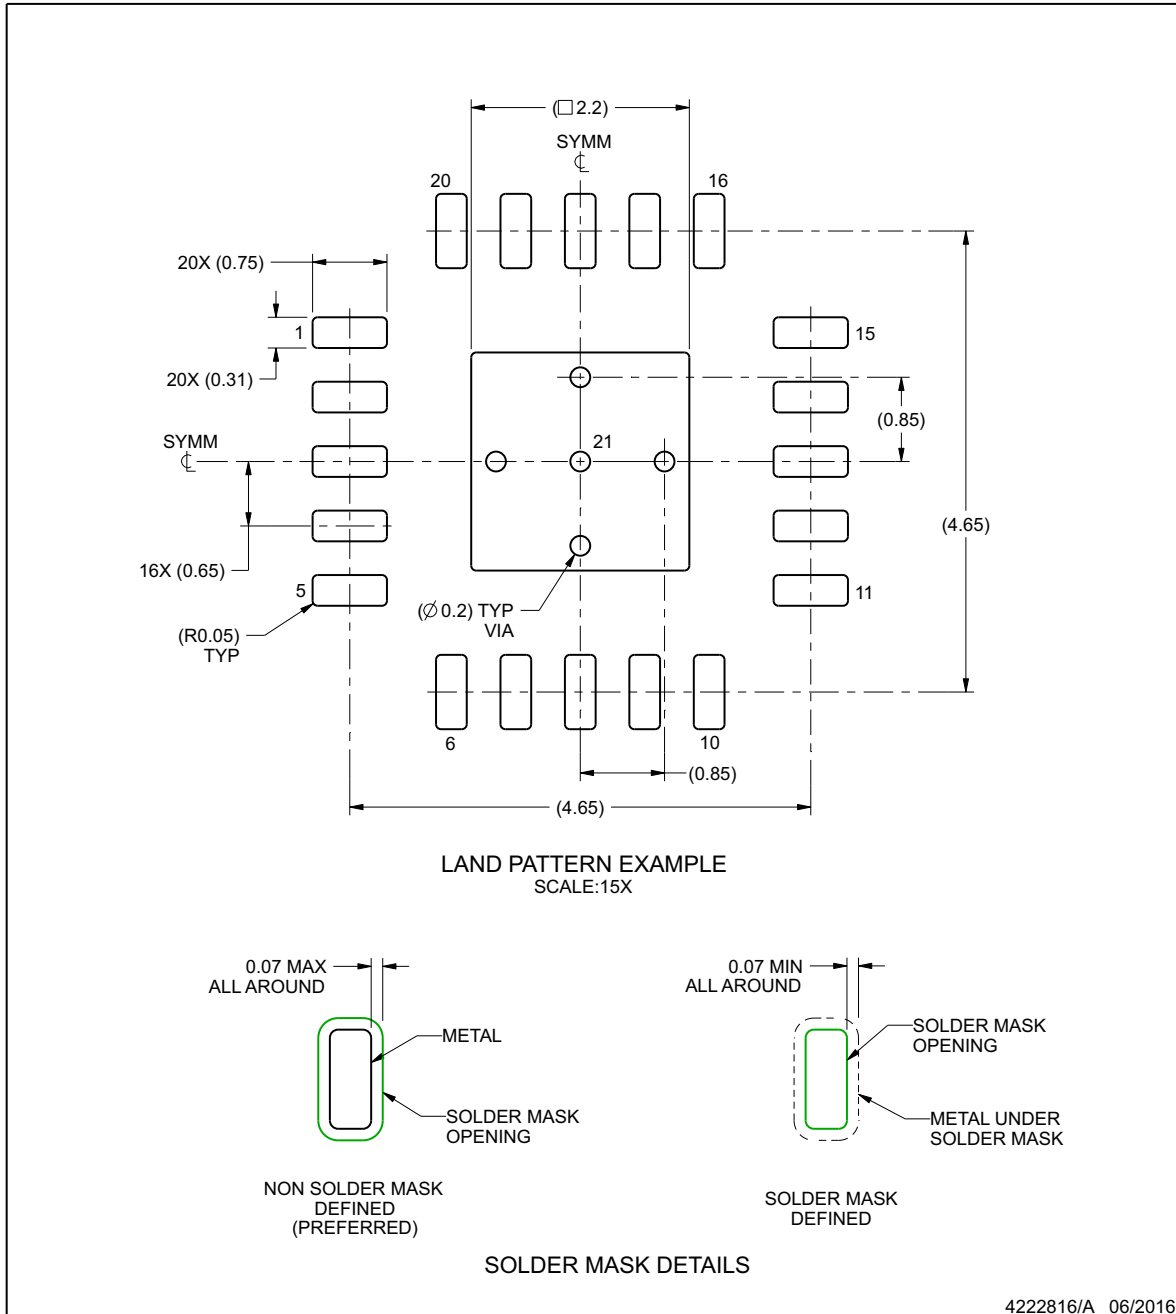 (□ 2.2)
SYMM
℄
20
16
20X (0.75)
1
15
20X (0.31)
(0.85)
SYMM
℄
21
(4.65)
16X (0.65)
5
11
(Ø 0.2) TYP
VIA
(R0.05)
TYP
6
10
(0.85)
(4.65)
LAND PATTERN EXAMPLE
SCALE:15X
0.07 MAX
ALL AROUND
METAL
SOLDER MASK
OPENING
NON SOLDER MASK
DEFINED
(PREFERRED)
0.07 MIN
ALL AROUND
SOLDER MASK
OPENING
METAL UNDER
SOLDER MASK
SOLDER MASK
DEFINED
SOLDER MASK DETAILS
4222816/A 06/2016